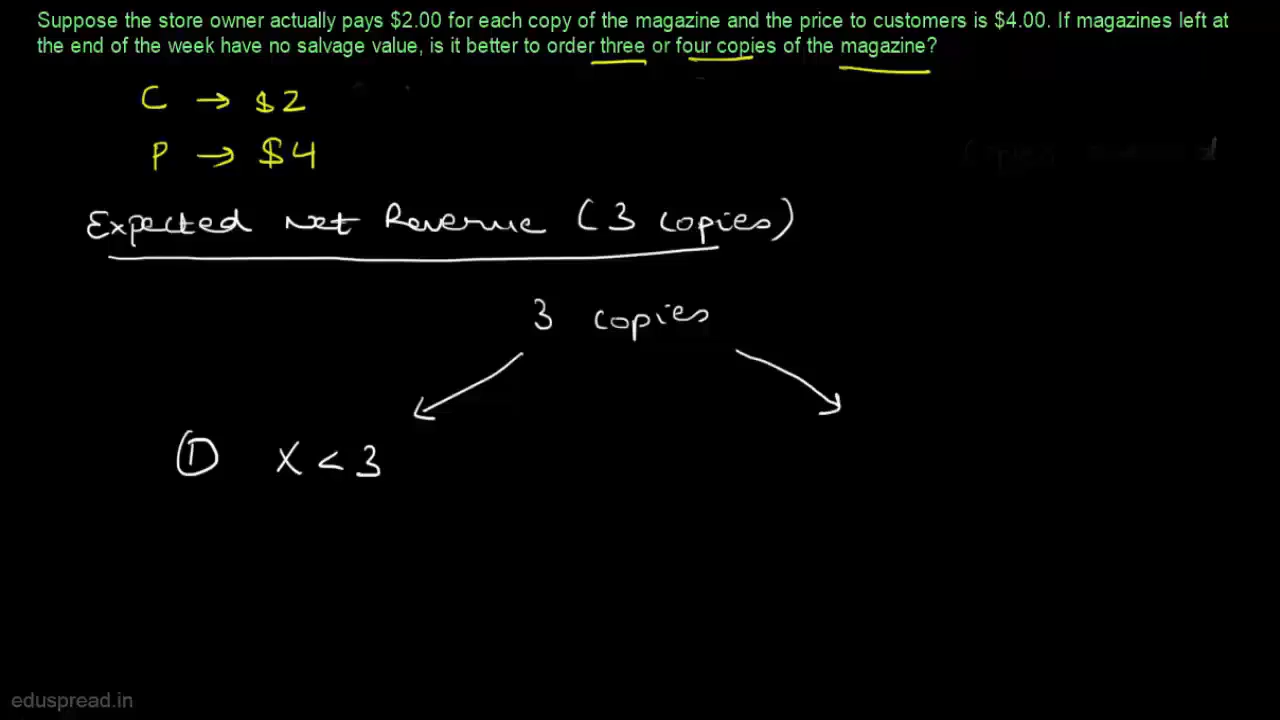 Suppose the store owner actually pays $2.00 for each copy of the magazine and the price to customers is $4.00. If magazines left at
the end of the week have no salvage value, is it better to order three or four copies of the magazine?
C → $2
P → $4
Expected net Revenue (3 copies)
3 copies
① X < 3
eduspread.in